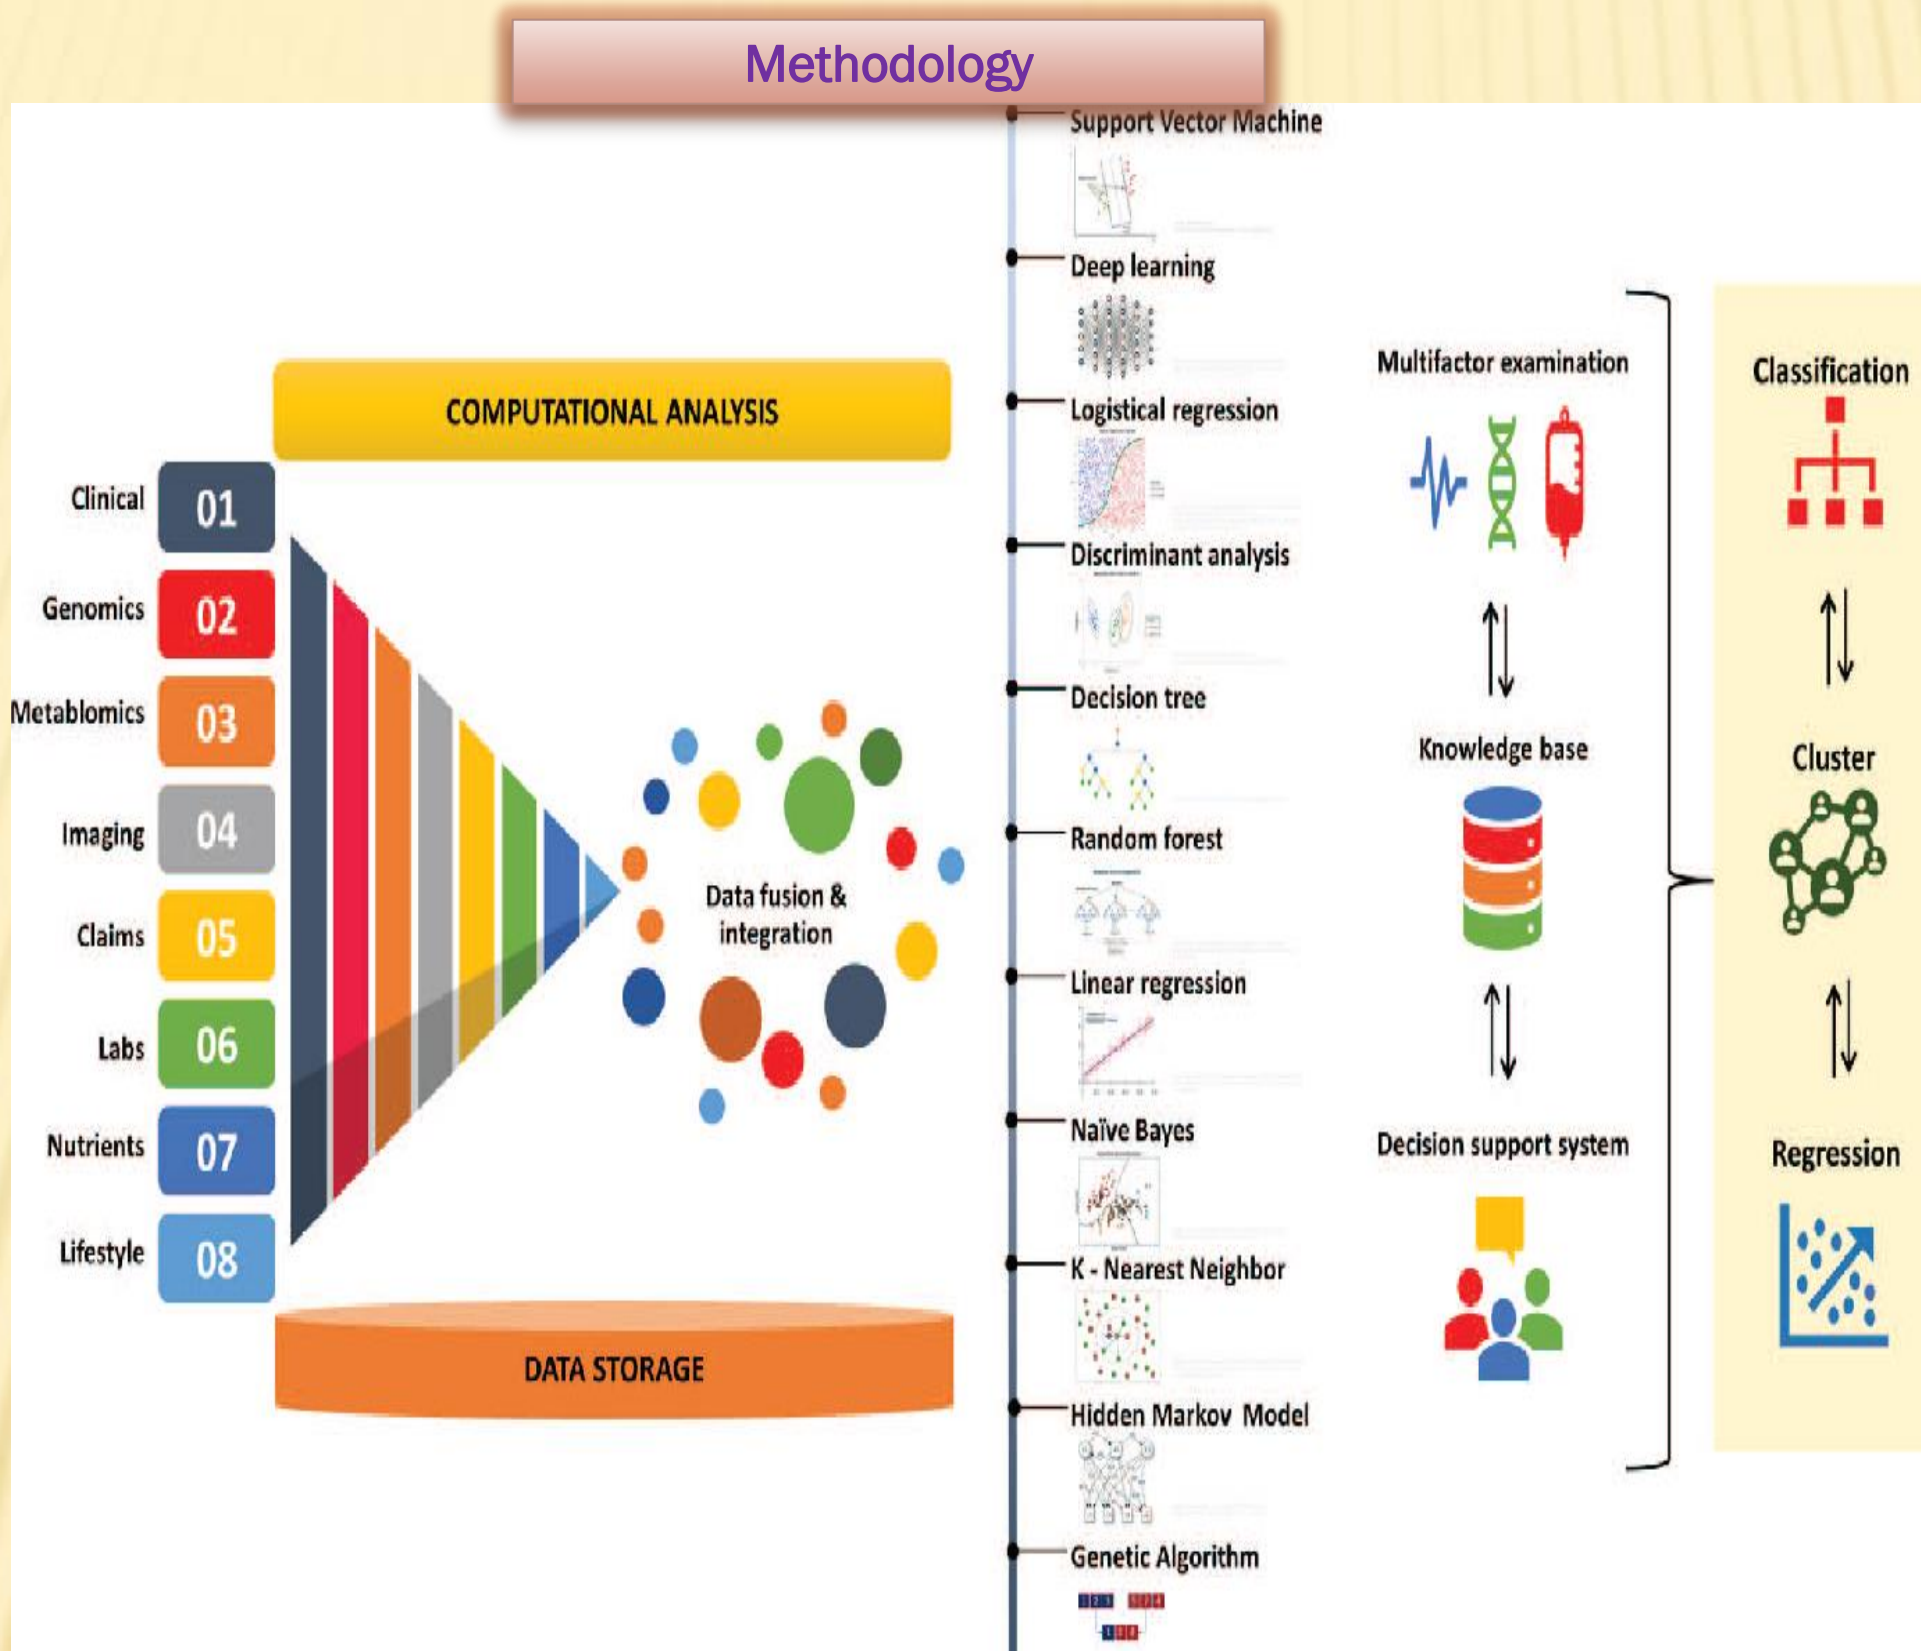 Methodology
COMPUTATIONAL ANALYSIS
Clinical
01
Genomics
02
Metablomics
03
Imaging
04
Claims
05
Labs
06
Nutrients
07
Lifestyle
08
Data fusion &
integration
DATA STORAGE
Support Vector Machine
Deep learning
Logistical regression
Discriminant analysis
Decision tree
Random forest
Linear regression
Naïve Bayes
K - Nearest Neighbor
Hidden Markov Model
Genetic Algorithm
Multifactor examination
Knowledge base
Decision support system
Classification
Cluster
Regression